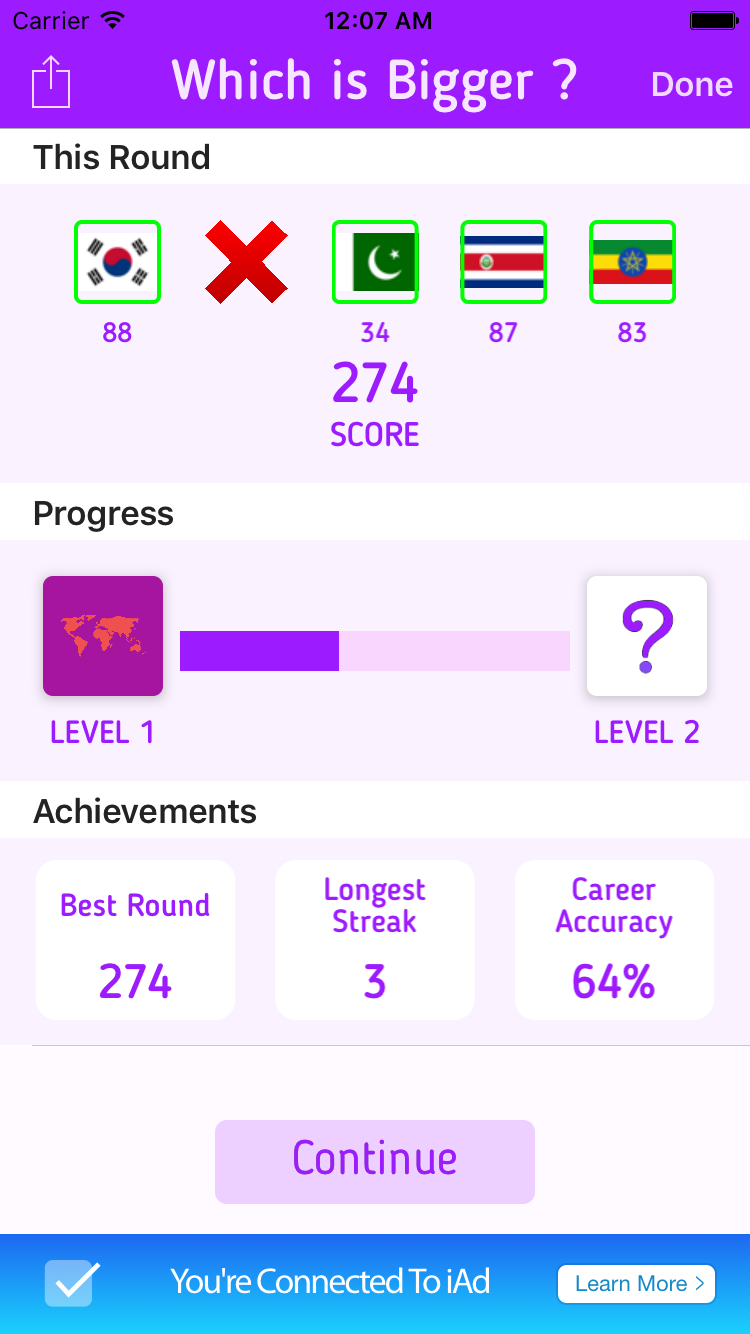 Carrier 12:07 AM
Which is Bigger ? Done
This Round
88 34 87 83
274
SCORE
Progress
?
LEVEL 1 LEVEL 2
Achievements
Best Round
274
Longest
Streak
3
Career
Accuracy
64%
Continue
You're Connected To iAd Learn More >